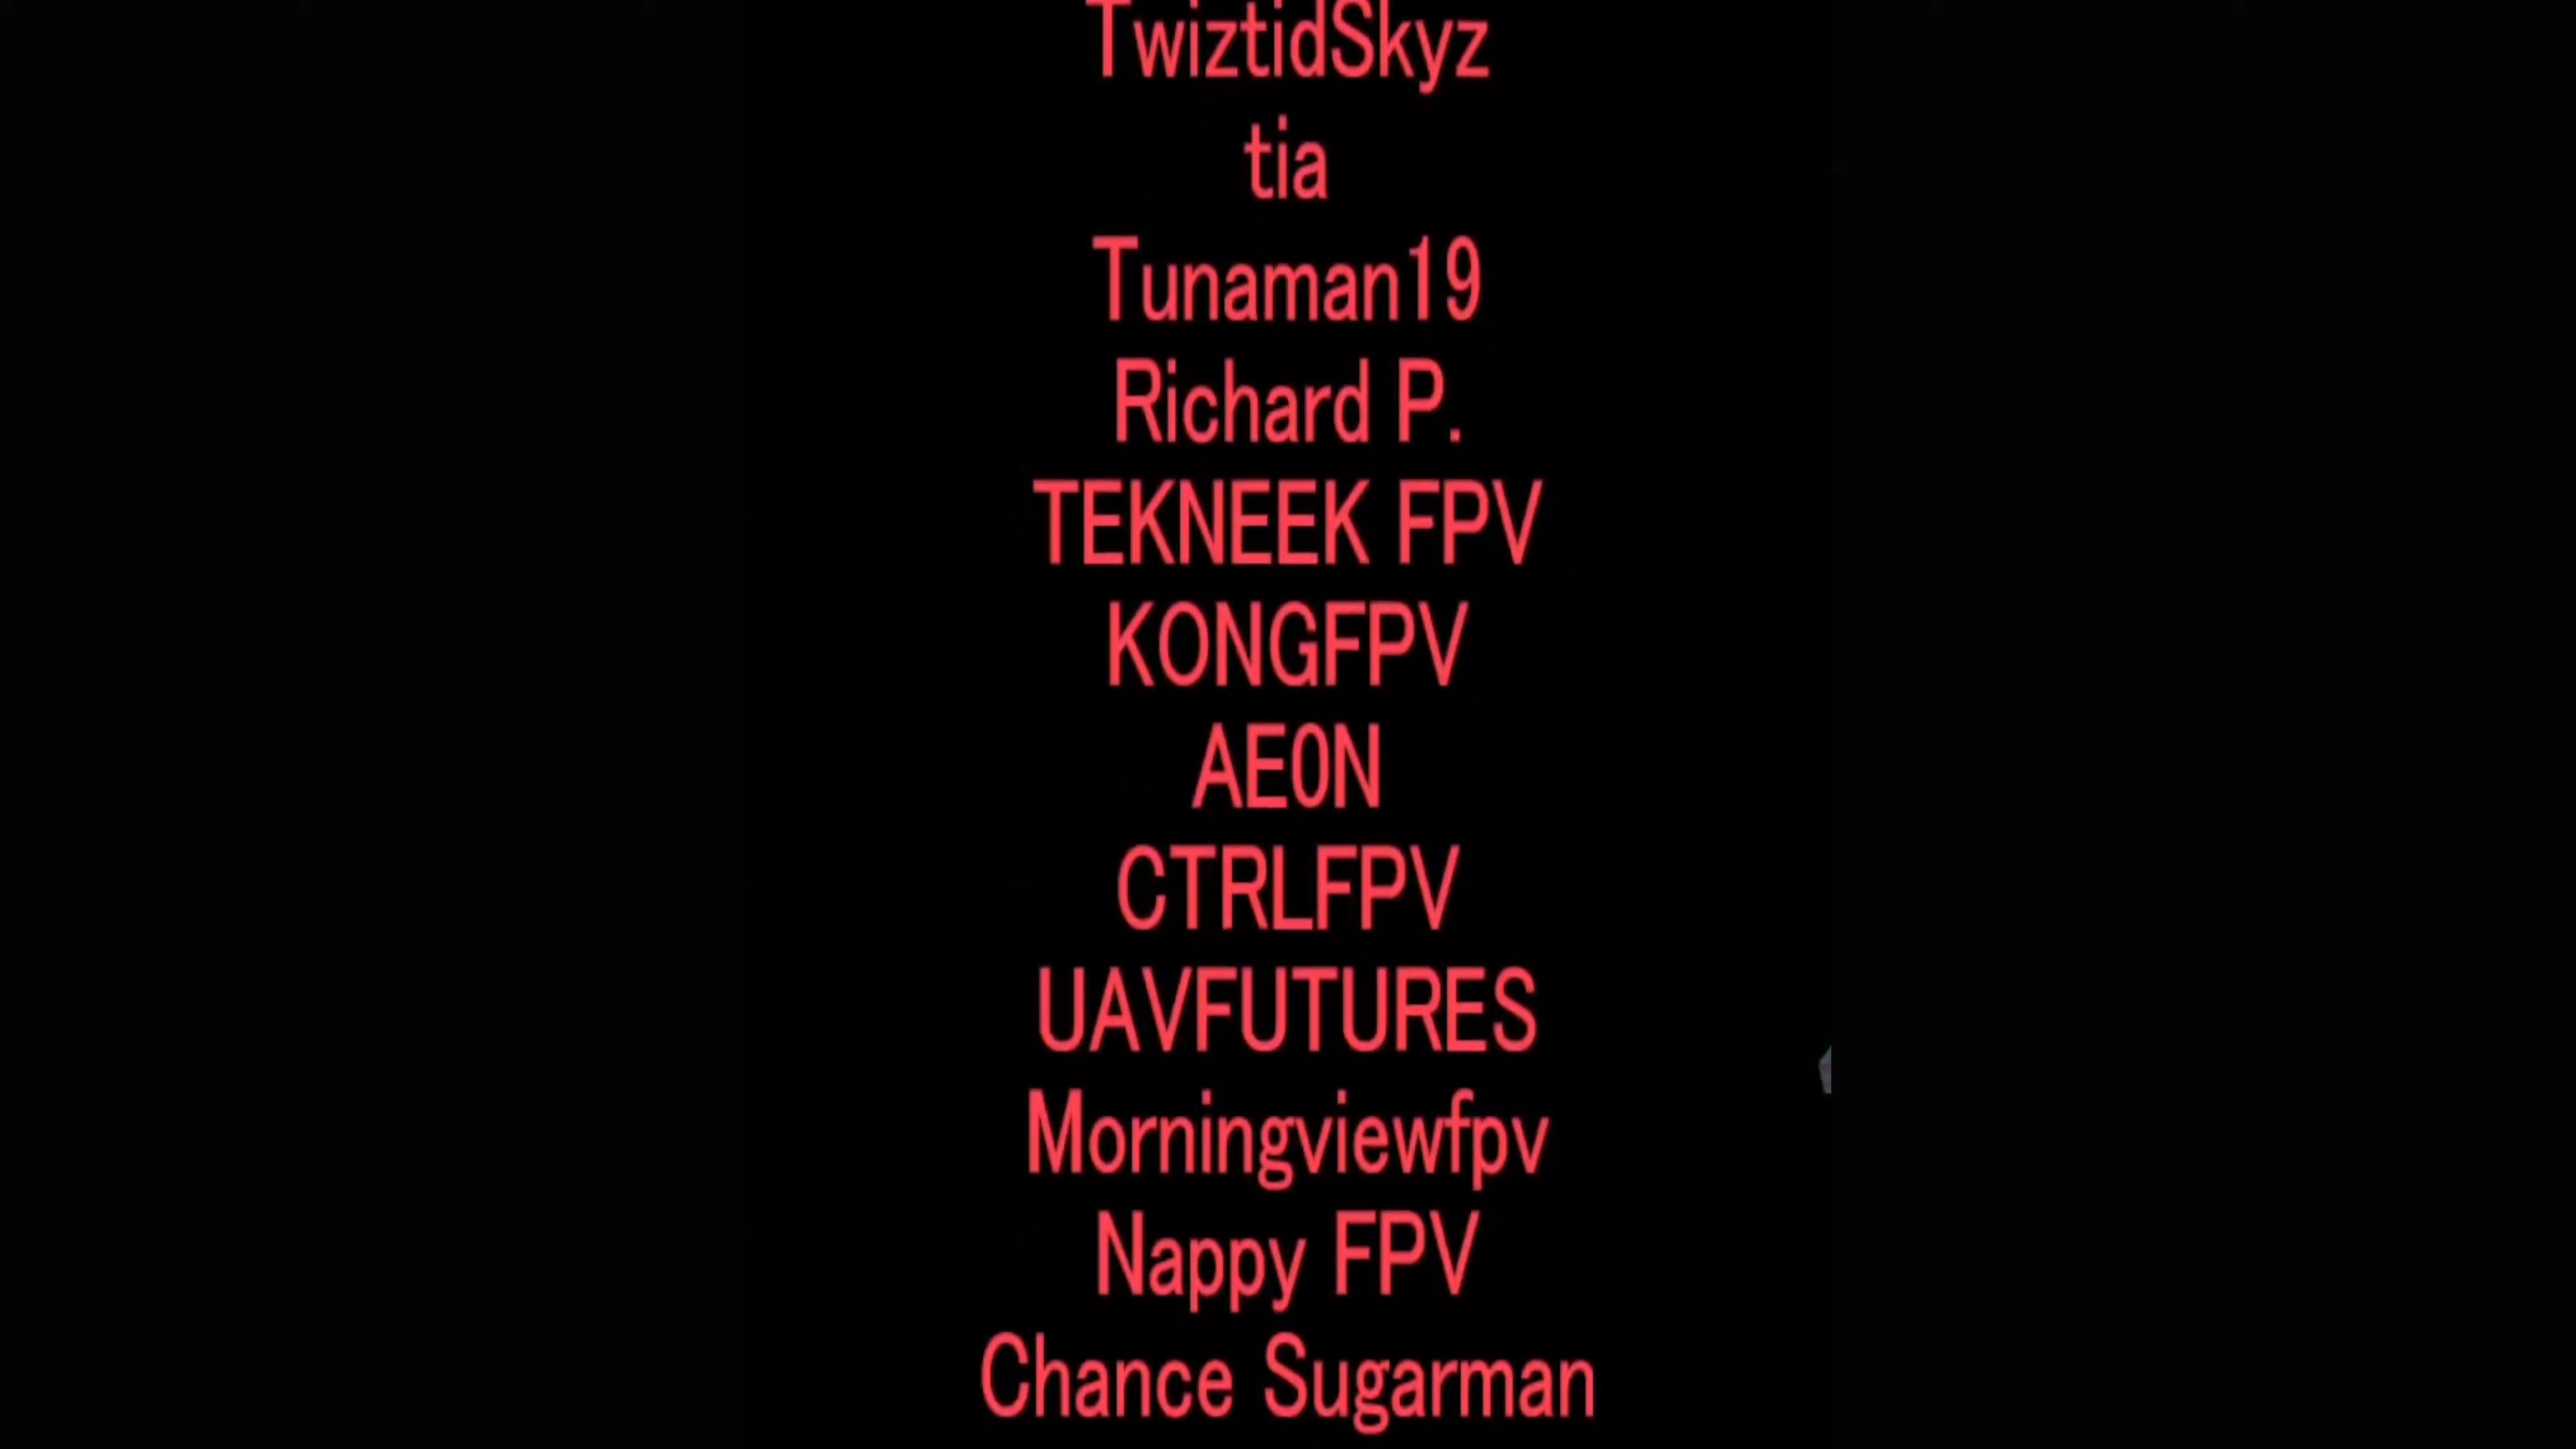 TwiztidSkyz
tia
Tunaman19
Richard P.
TEKNEEK FPV
KONGFPV
AE0N
CTRLFPV
UAVFUTURES
Morningviewfpv
Nappy FPV
Chance Sugarman